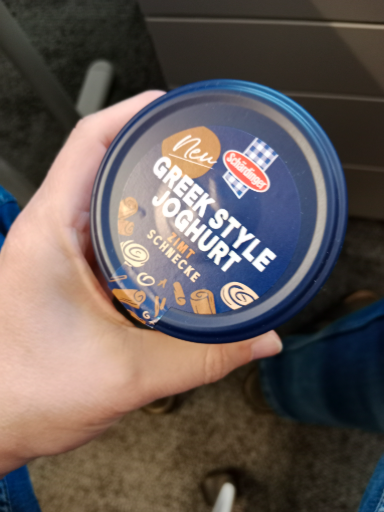 Neu
Schärdinger
GREEK STYLE
JOGHURT
ZIMT
SCHNECKE